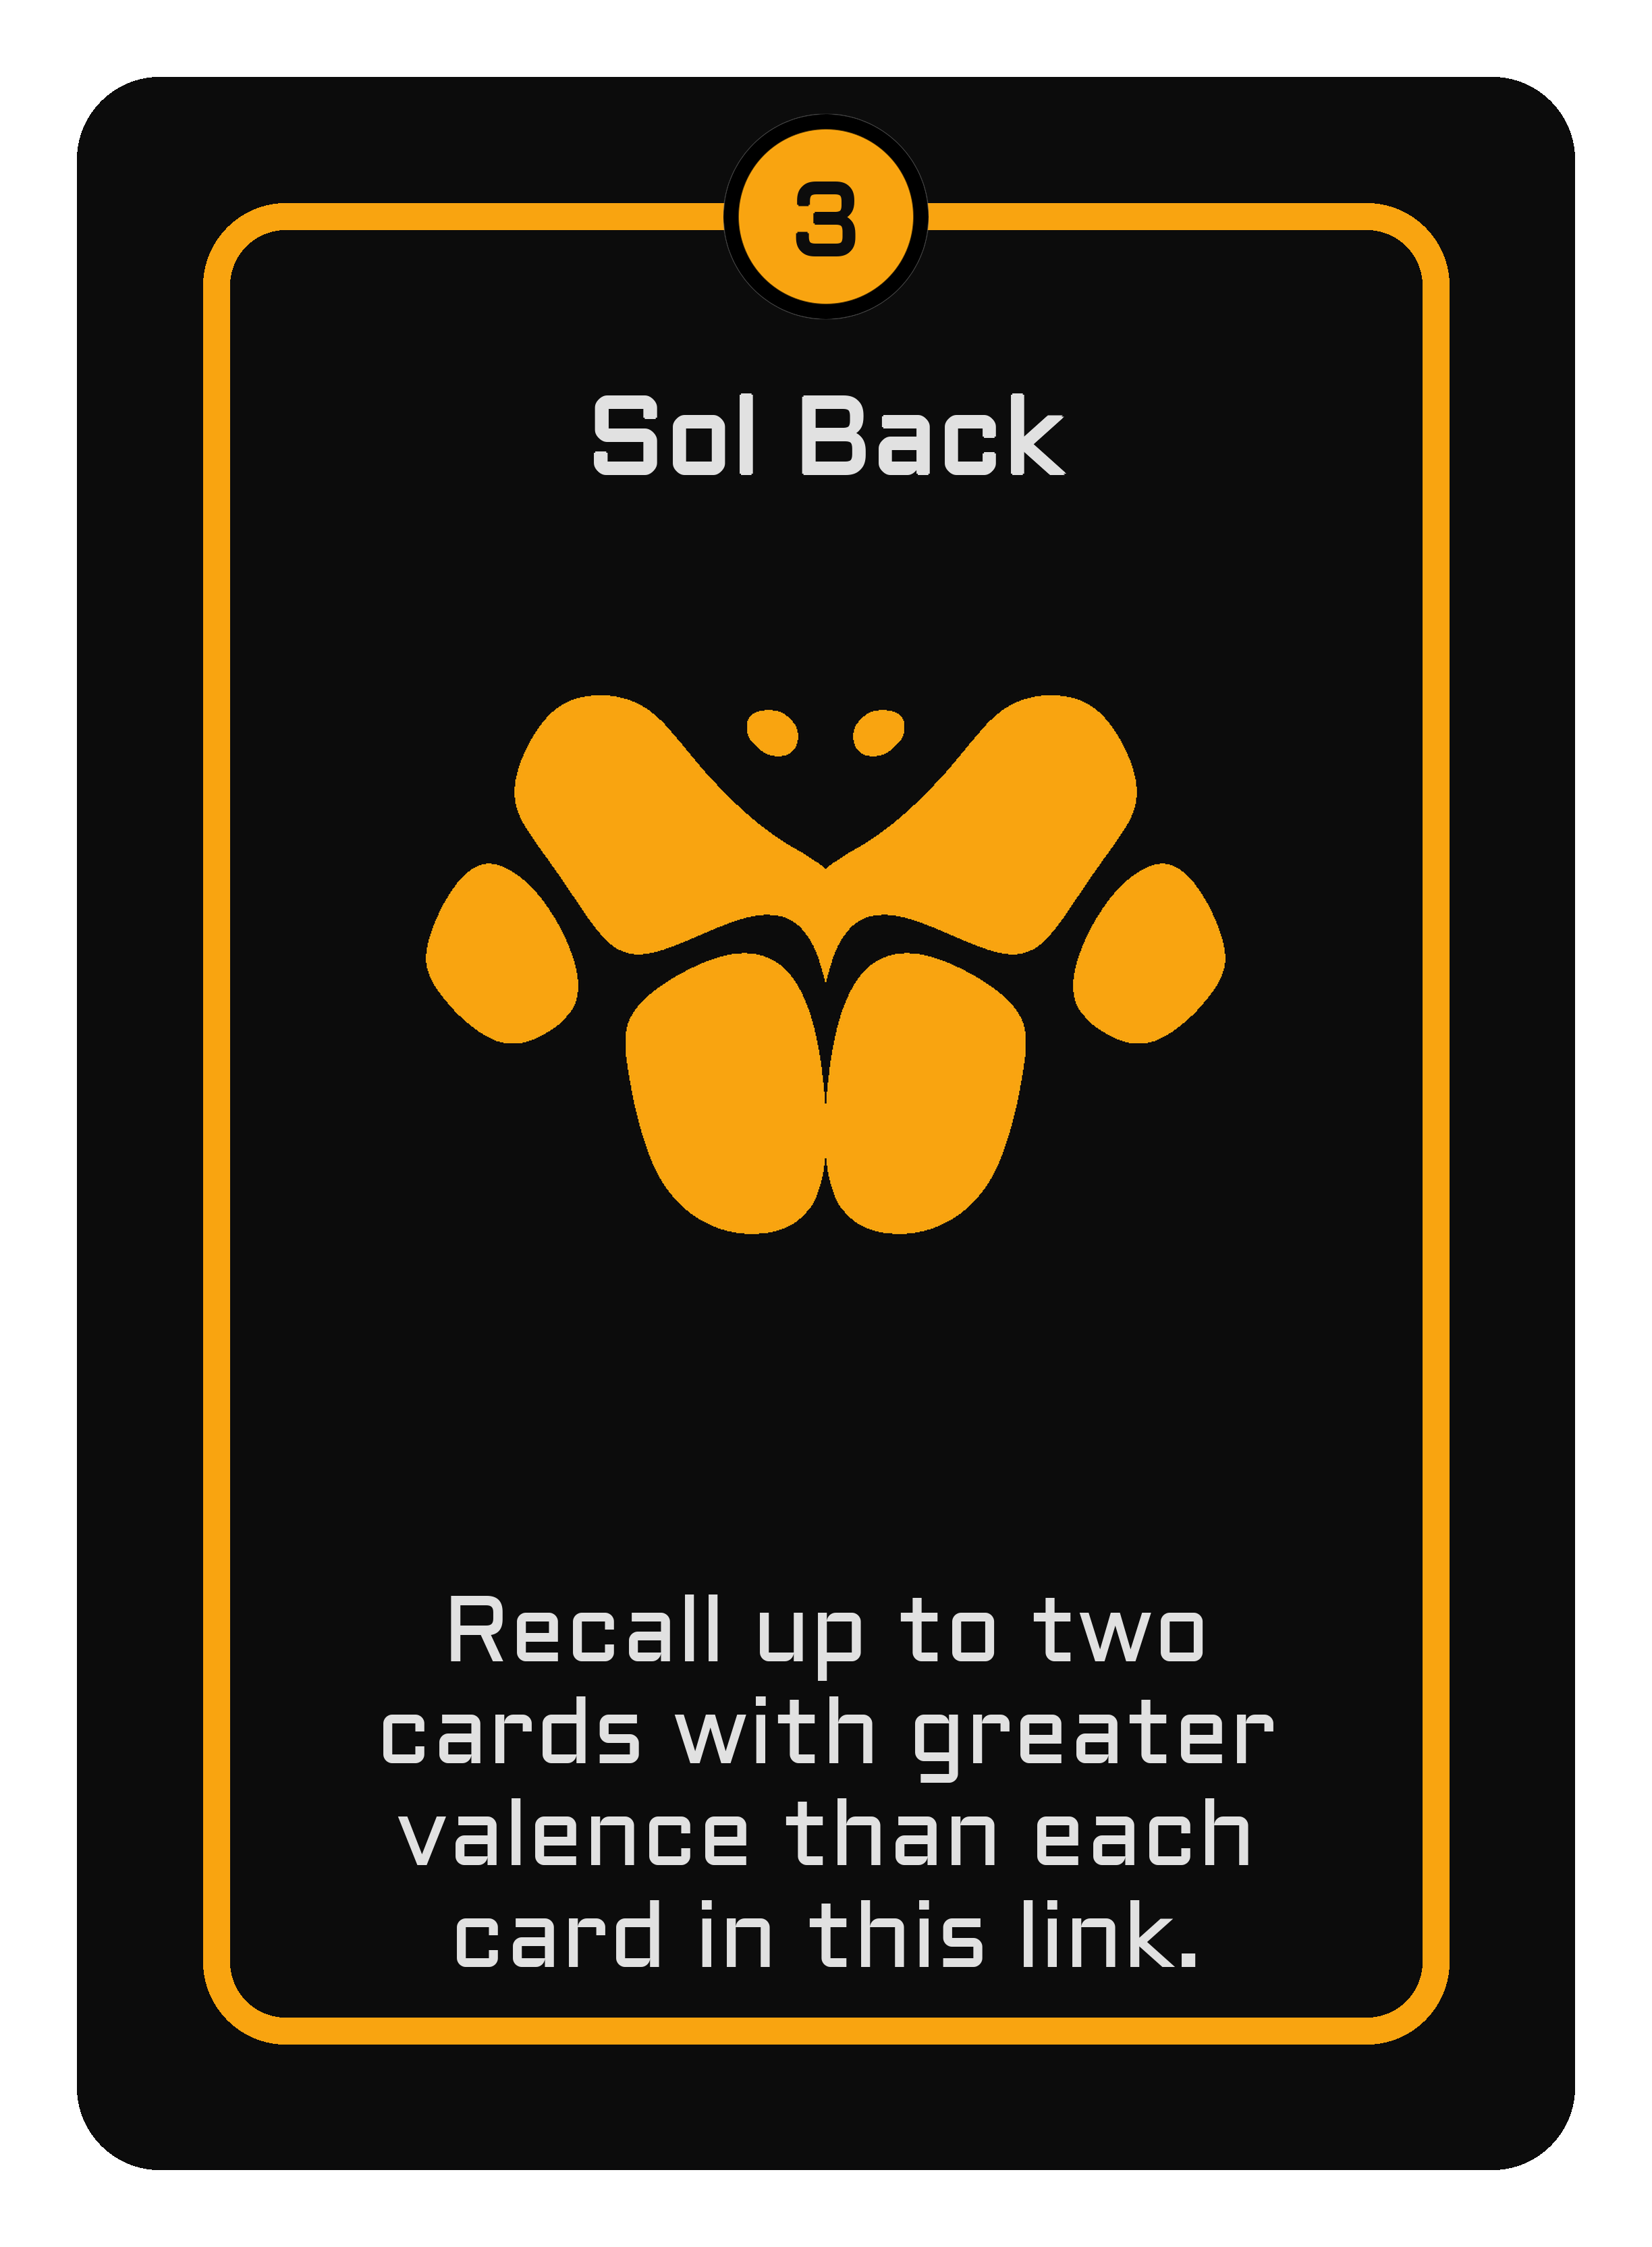 3
Sol Back
Recall up to two
cards with greater
valence than each
card in this link.